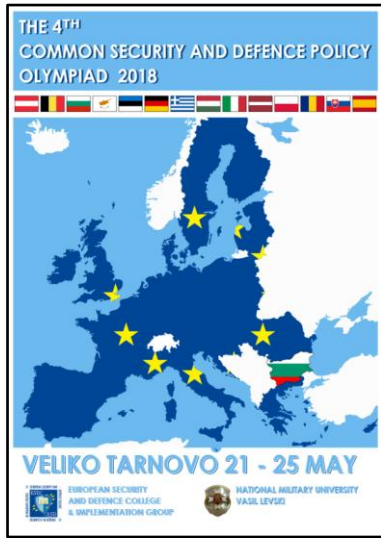 THE 4TH
COMMON SECURITY AND DEFENCE POLICY
OLYMPIAD 2018
VELIKO TARNOVO 21 - 25 MAY
EUROPEAN SECURITY
AND DEFENCE COLLEGE
& IMPLEMENTATION GROUP
NATIONAL MILITARY UNIVERSITY
VASIL LEVSKI